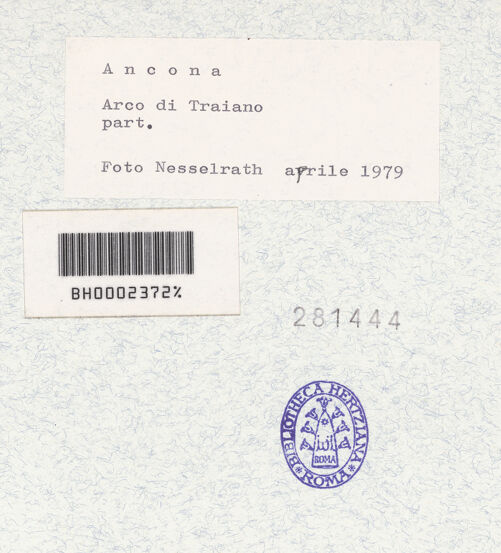 A n c o n a
Arco di Traiano
part.
Foto Nesselrath aprile 1979
BH0002372%
281444
BIBLIOTHECA HERTZIANA
ROMA
* ROMA *